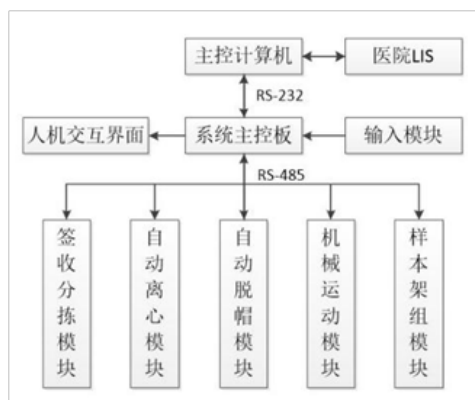 主控计算机
医院LIS
RS-232
人机交互界面
系统主控板
输入模块
RS-485
签收分拣模块
自动离心模块
自动脱帽模块
机械运动模块
样本架组模块